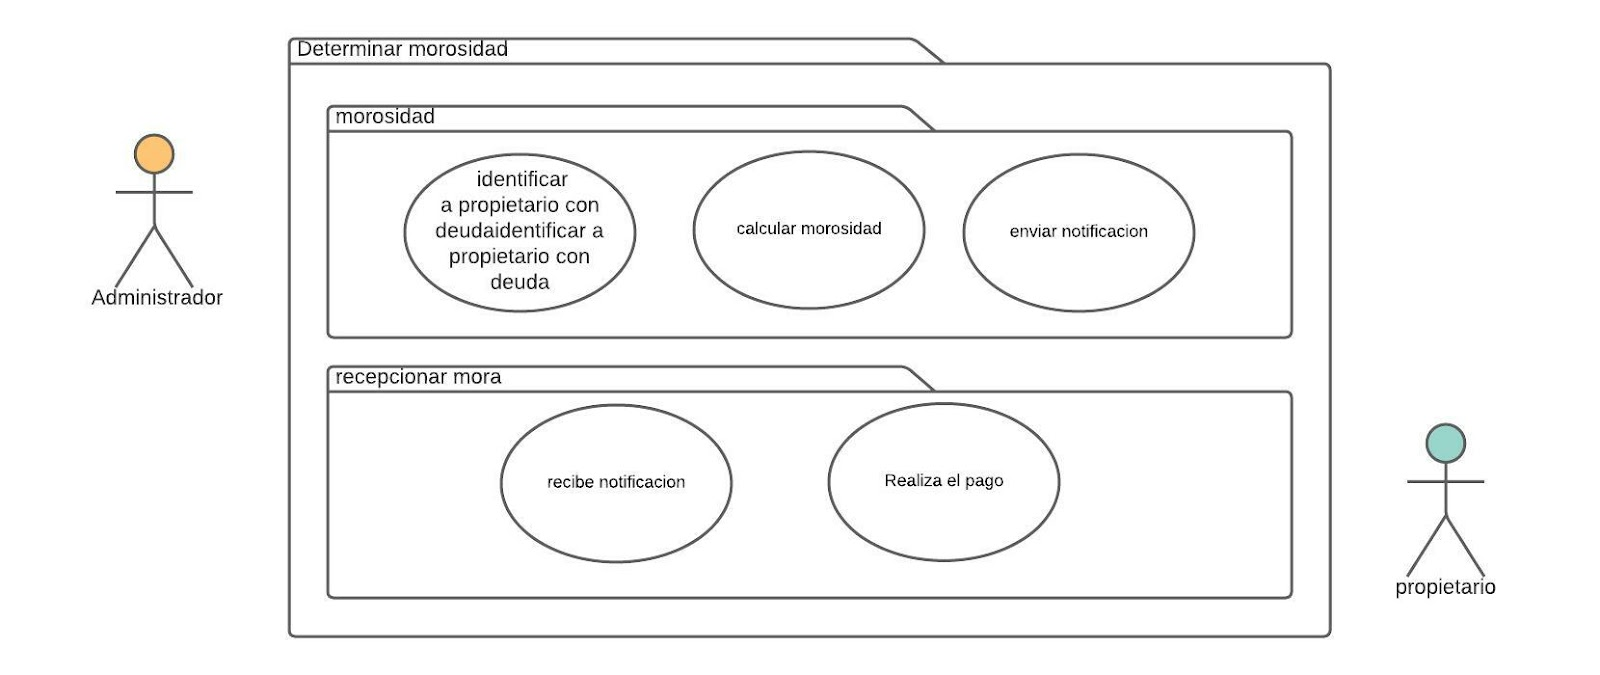 Determinar morosidad
morosidad
identificar
a propietario con
deudaidentificar a
propietario con
deuda
calcular morosidad
enviar notificacion
Administrador
recepcionar mora
recibe notificacion
Realiza el pago
propietario